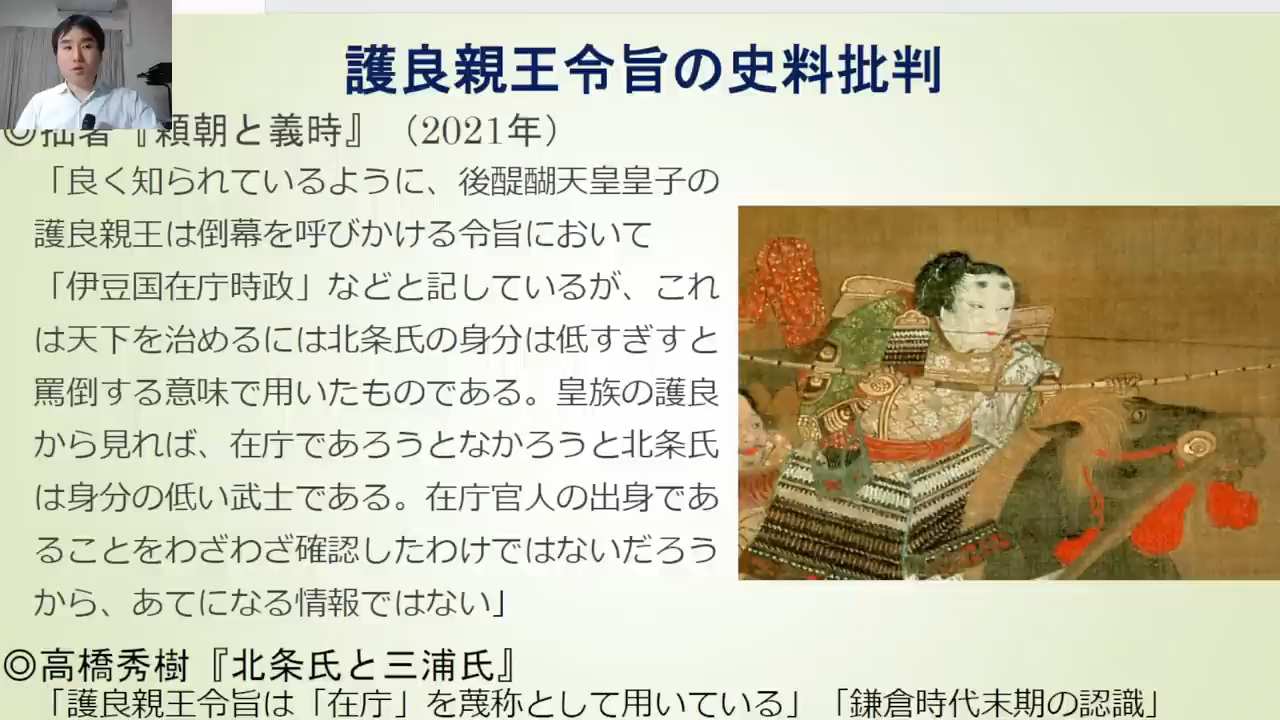 護良親王令旨の史料批判
◎拙著『頼朝と義時』（2021年）
「良く知られているように、後醍醐天皇皇子の
護良親王は倒幕を呼びかける令旨において
「伊豆国在庁時政」などと記しているが、これ
は天下を治めるには北条氏の身分は低すぎすと
罵倒する意味で用いたものである。皇族の護良
から見れば、在庁であろうとなかろうと北条氏
は身分の低い武士である。在庁官人の出身であ
ることをわざわざ確認したわけではないだろう
から、あてになる情報ではない」
◎高橋秀樹『北条氏と三浦氏』
「護良親王令旨は「在庁」を蔑称として用いている」「鎌倉時代末期の認識」